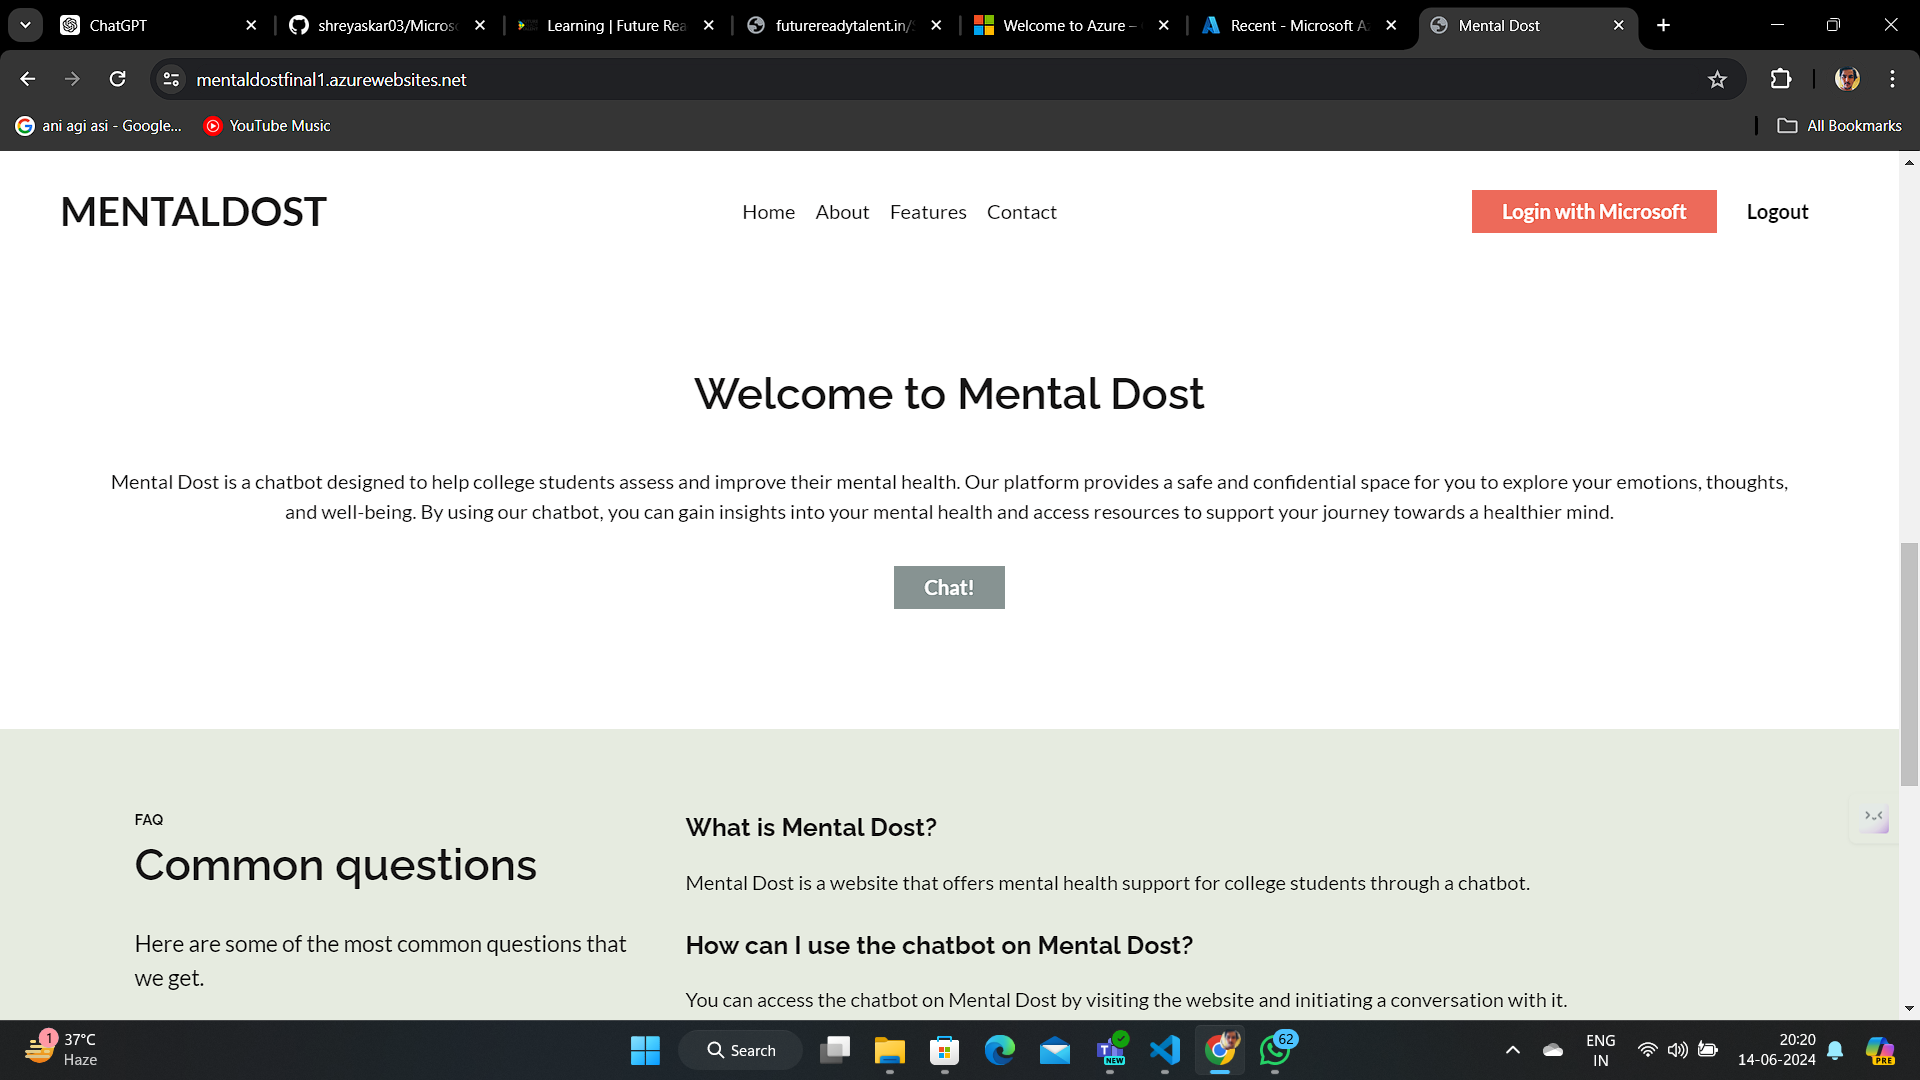 ChatGPT
shreyaskar03/Micros
Learning | Future Rea
futurereadytalent.in/
Welcome to Azure –
Recent - Microsoft A
Mental Dost
mentaldostfinal1.azurewebsites.net
ani agi asi - Google...
YouTube Music
All Bookmarks
MENTALDOST
Home
About
Features
Contact
Login with Microsoft
Logout
Welcome to Mental Dost
Mental Dost is a chatbot designed to help college students assess and improve their mental health. Our platform provides a safe and confidential space for you to explore your emotions, thoughts,
and well-being. By using our chatbot, you can gain insights into your mental health and access resources to support your journey towards a healthier mind.
Chat!
FAQ
Common questions
Here are some of the most common questions that
we get.
What is Mental Dost?
Mental Dost is a website that offers mental health support for college students through a chatbot.
How can I use the chatbot on Mental Dost?
You can access the chatbot on Mental Dost by visiting the website and initiating a conversation with it.
1
37°C
Haze
Search
NEW
62
ENG
IN
20:20
14-06-2024
PRE